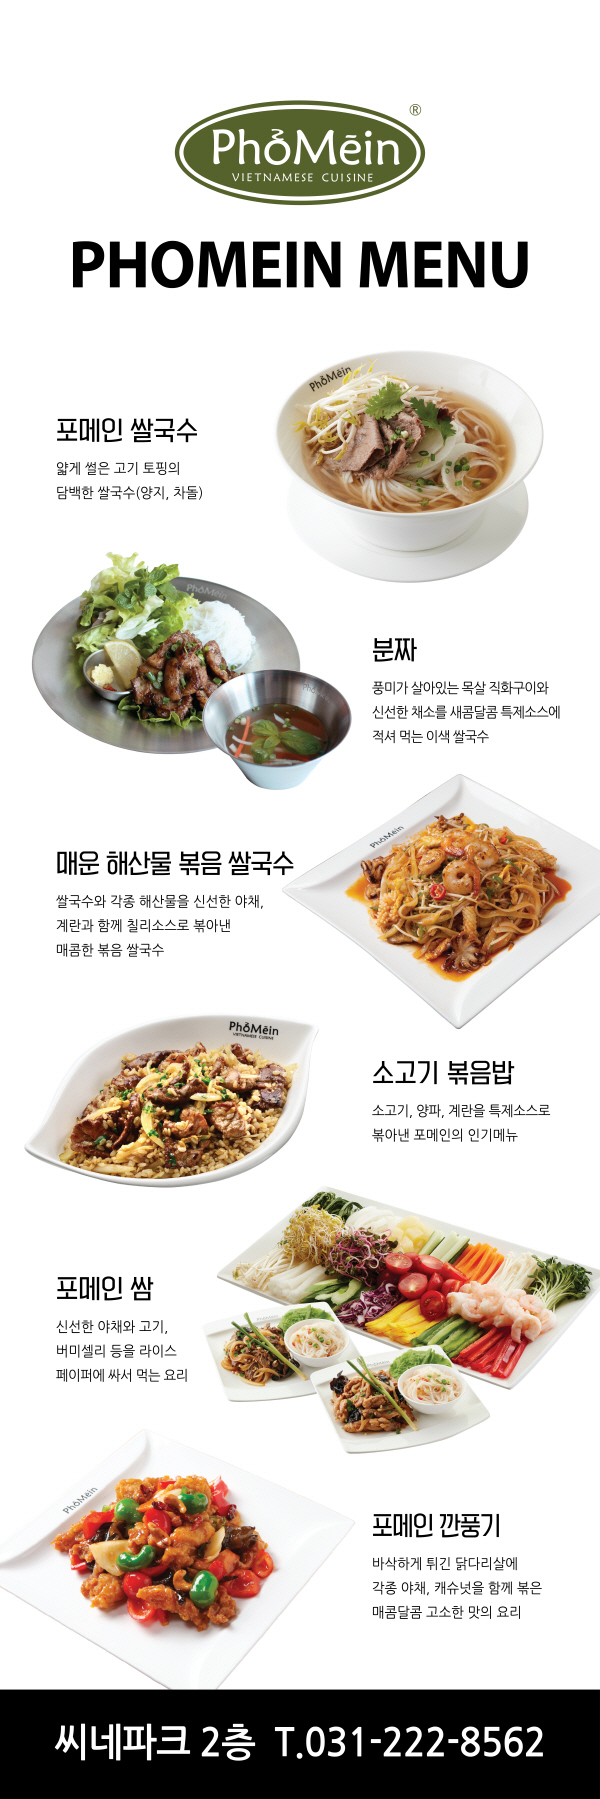 PhởMein
®
VIETNAMESE CUISINE
PHOMEIN MENU
PhởMein
포메인 쌀국수
얇게 썰은 고기 토핑의
담백한 쌀국수(양지, 차돌)
PhởMein
분짜
풍미가 살아있는 목살 직화구이와
신선한 채소를 새콤달콤 특제소스에
적셔 먹는 이색 쌀국수
PhởMein
매운 해산물 볶음 쌀국수
쌀국수와 각종 해산물을 신선한 야채,
계란과 함께 칠리소스로 볶아낸
매콤한 볶음 쌀국수
PhởMein
VIETNAMESE CUISINE
소고기 볶음밥
소고기, 양파, 계란을 특제소스로
볶아낸 포메인의 인기메뉴
포메인 쌈
신선한 야채와 고기,
버미셀리 등을 라이스
페이퍼에 싸서 먹는 요리
PhởMein
포메인 깐풍기
바삭하게 튀긴 닭다리살에
각종 야채, 캐슈넛을 함께 볶은
매콤달콤 고소한 맛의 요리
씨네파크 2층 T.031-222-8562